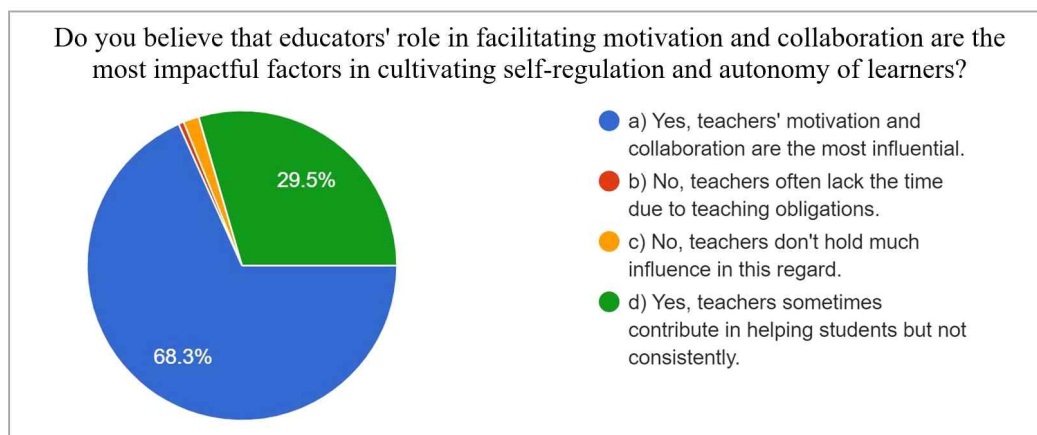 Do you believe that educators' role in facilitating motivation and collaboration are the
most impactful factors in cultivating self-regulation and autonomy of learners?
29.5%
68.3%
a) Yes, teachers' motivation and
collaboration are the most influential.
b) No, teachers often lack the time
due to teaching obligations.
c) No, teachers don't hold much
influence in this regard.
d) Yes, teachers sometimes
contribute in helping students but not
consistently.